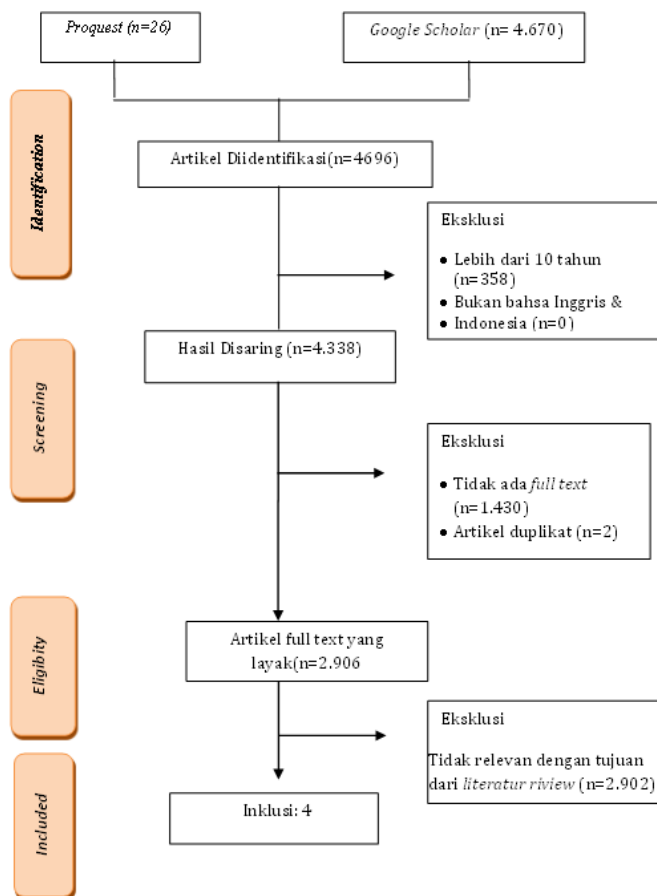 Proquest (n=26)
Google Scholar (n= 4.670)
Identification
Artikel Diidentifikasi(n=4696)
Eksklusi
● Lebih dari 10 tahun
(n=358)
● Bukan bahsa Inggris &
● Indonesia (n=0)
Hasil Disaring (n=4.338)
Screening
Eksklusi
● Tidak ada full text
(n=1.430)
● Artikel duplikat (n=2)
Eligibity
Artikel full text yang
layak(n=2.906
Eksklusi
Tidak relevan dengan tujuan
dari literatur riview (n=2.902)
Included
Inklusi: 4